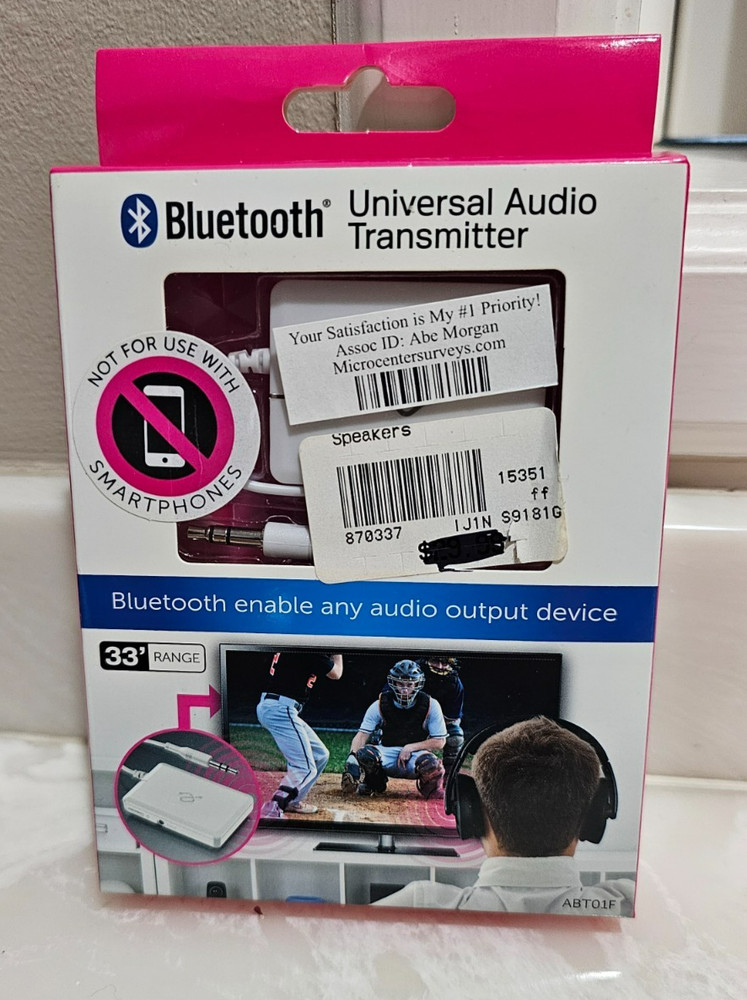 Bluetooth® Universal Audio
Transmitter
NOT FOR USE WITH
SMARTPHONES
Your Satisfaction is My #1 Priority!
Assoc ID: Abe Morgan
Microcentersurveys.com
Speakers
15351
ff
870337 IJ1N S9181G
Bluetooth enable any audio output device
33' RANGE
ABT01F